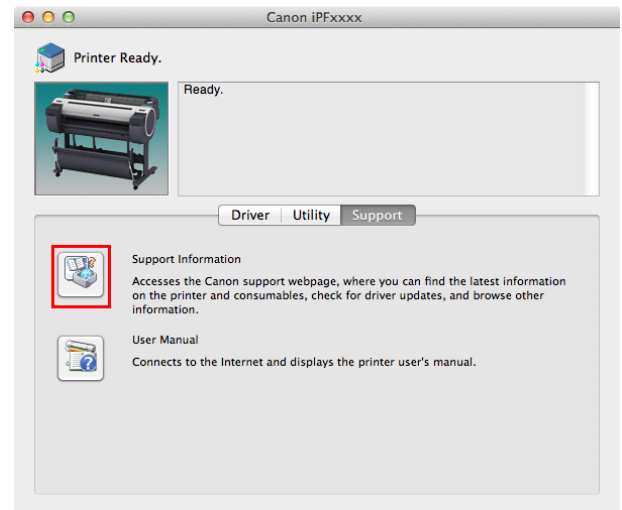 Canon iPFxxxx
Printer Ready.
Ready.
Driver Utility Support
Support Information
Accesses the Canon support webpage, where you can find the latest information
on the printer and consumables, check for driver updates, and browse other
information.
User Manual
Connects to the Internet and displays the printer user's manual.